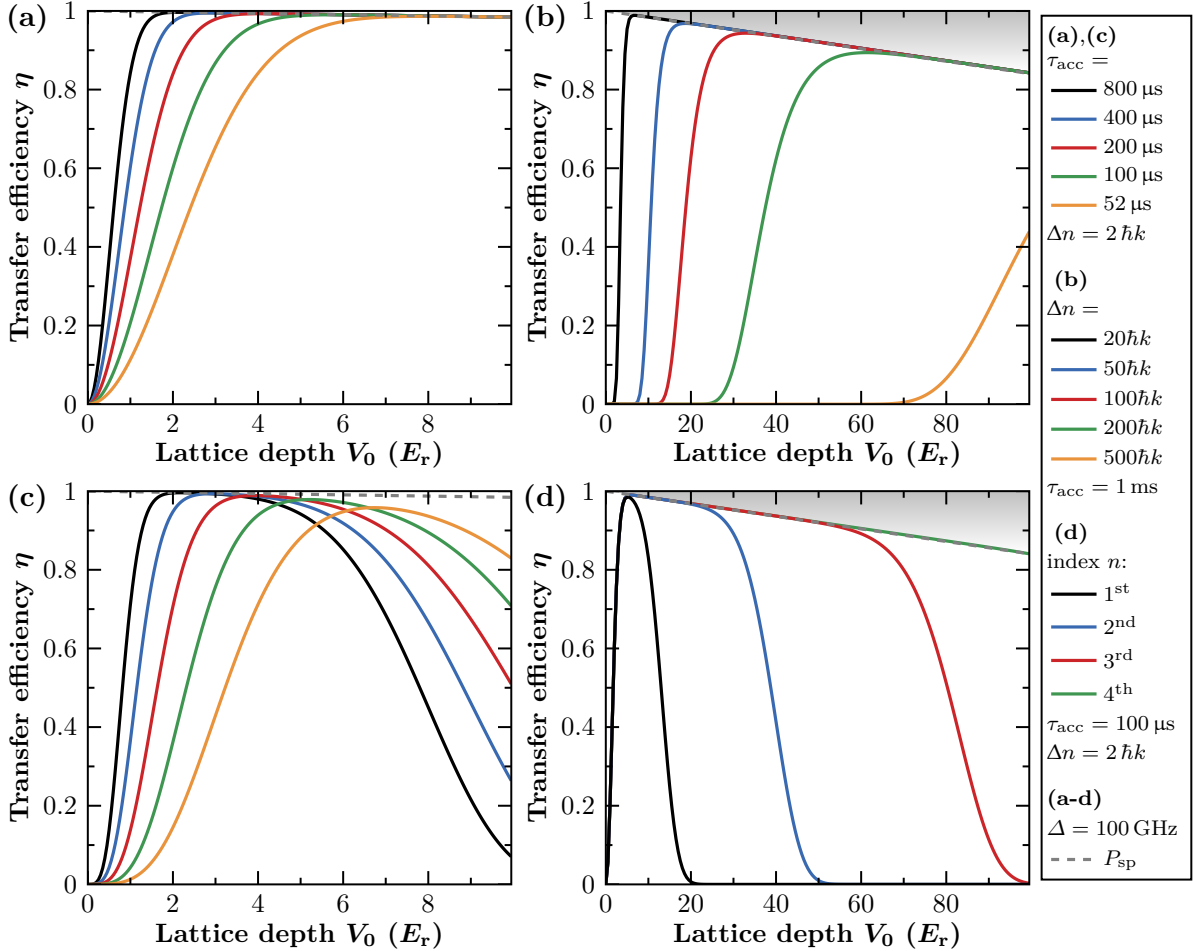 (a)
1
0.8
0.6
0.4
0.2
0
Transfer efficiency η
0 2 4 6 8
Lattice depth V₀ (Eᵣ)
(b)
1
0.8
0.6
0.4
0.2
0
Transfer efficiency η
0 20 40 60 80
Lattice depth V₀ (Eᵣ)
(c)
1
0.8
0.6
0.4
0.2
0
Transfer efficiency η
0 2 4 6 8
Lattice depth V₀ (Eᵣ)
(d)
1
0.8
0.6
0.4
0.2
0
Transfer efficiency η
0 20 40 60 80
Lattice depth V₀ (Eᵣ)
(a),(c)
τ_acc =
800 µs
400 µs
200 µs
100 µs
52 µs
Δn = 2 ℏk
(b)
Δn =
20ℏk
50ℏk
100ℏk
200ℏk
500ℏk
τ_acc = 1 ms
(d)
index n:
1ˢᵗ
2ⁿᵈ
3ʳᵈ
4ᵗʰ
τ_acc = 100 µs
Δn = 2 ℏk
(a-d)
Δ = 100 GHz
P_sp